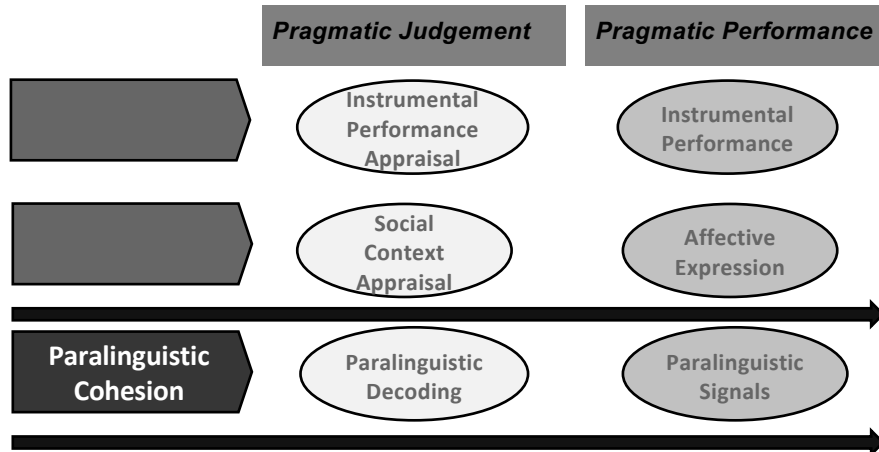 Pragmatic Judgement
Pragmatic Performance
Instrumental
Performance
Appraisal
Instrumental
Performance
Social
Context
Appraisal
Affective
Expression
Paralinguistic
Cohesion
Paralinguistic
Decoding
Paralinguistic
Signals